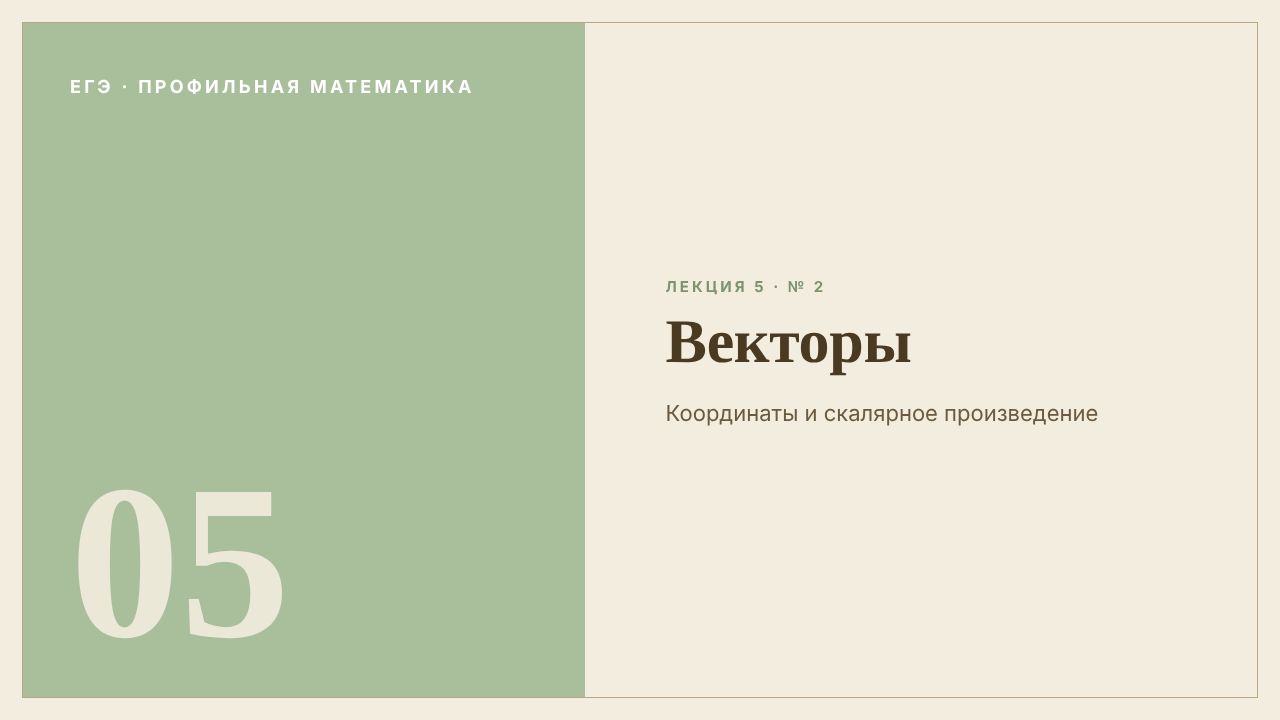 ЕГЭ · ПРОФИЛЬНАЯ МАТЕМАТИКА
05
ЛЕКЦИЯ 5 · № 2
Векторы
Координаты и скалярное произведение